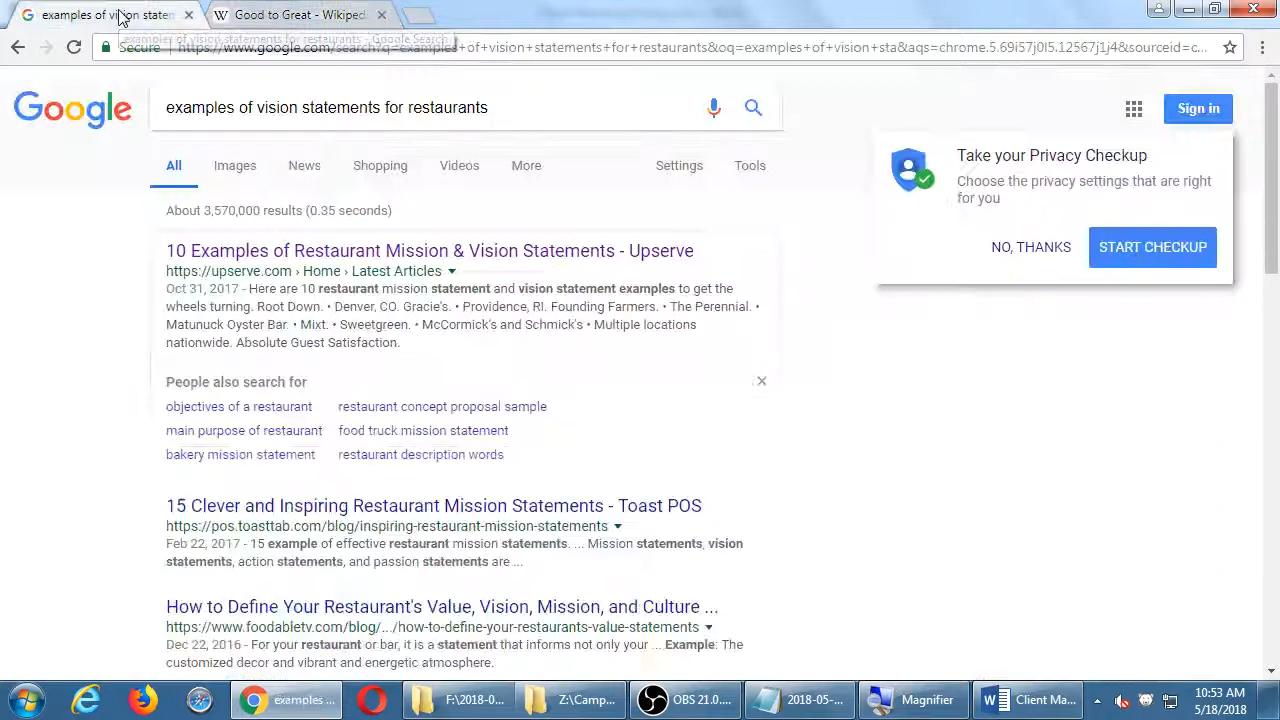 examples of vision staten
Good to Great - Wikiped
examples of vision statements for restaurants - Google Search
Secure
https://www.google.com/search?q=examples+of+vision+statements+for+restaurants&oq=examples+of+vision
Google
examples of vision statements for restaurants
Sign in
All
Images
News
Shopping
Videos
More
Settings
Tools
Take your Privacy Checkup
Choose the privacy settings that are right
for you
NO, THANKS
START CHECKUP
About 3,570,000 results (0.35 seconds)
10 Examples of Restaurant Mission & Vision Statements - Upserve
https://upserve.com › Home › Latest Articles
Oct 31, 2017 - Here are 10 restaurant mission statement and vision statement examples to get the
wheels turning. Root Down. • Denver, CO. Gracie's. • Providence, RI. Founding Farmers. • The Perennial. •
Matunuck Oyster Bar. • Mixt. • Sweetgreen. • McCormick's and Schmick's • Multiple locations
nationwide. Absolute Guest Satisfaction.
People also search for
objectives of a restaurant
restaurant concept proposal sample
main purpose of restaurant
food truck mission statement
bakery mission statement
restaurant description words
15 Clever and Inspiring Restaurant Mission Statements - Toast POS
https://pos.toasttab.com/blog/inspiring-restaurant-mission-statements
Feb 22, 2017 - 15 example of effective restaurant mission statements. ... Mission statements, vision
statements, action statements, and passion statements are ...
How to Define Your Restaurant's Value, Vision, Mission, and Culture ...
https://www.foodabletv.com/blog/.../how-to-define-your-restaurants-value-statements
Dec 22, 2016 - For your restaurant or bar, it is a statement that informs not only your ... Example: The
customized decor and vibrant and energetic atmosphere.
examples ...
F:\2018-0...
Z:\Camp...
OBS 21.0....
2018-05-...
Magnifier
Client Ma...
10:53 AM
5/18/2018